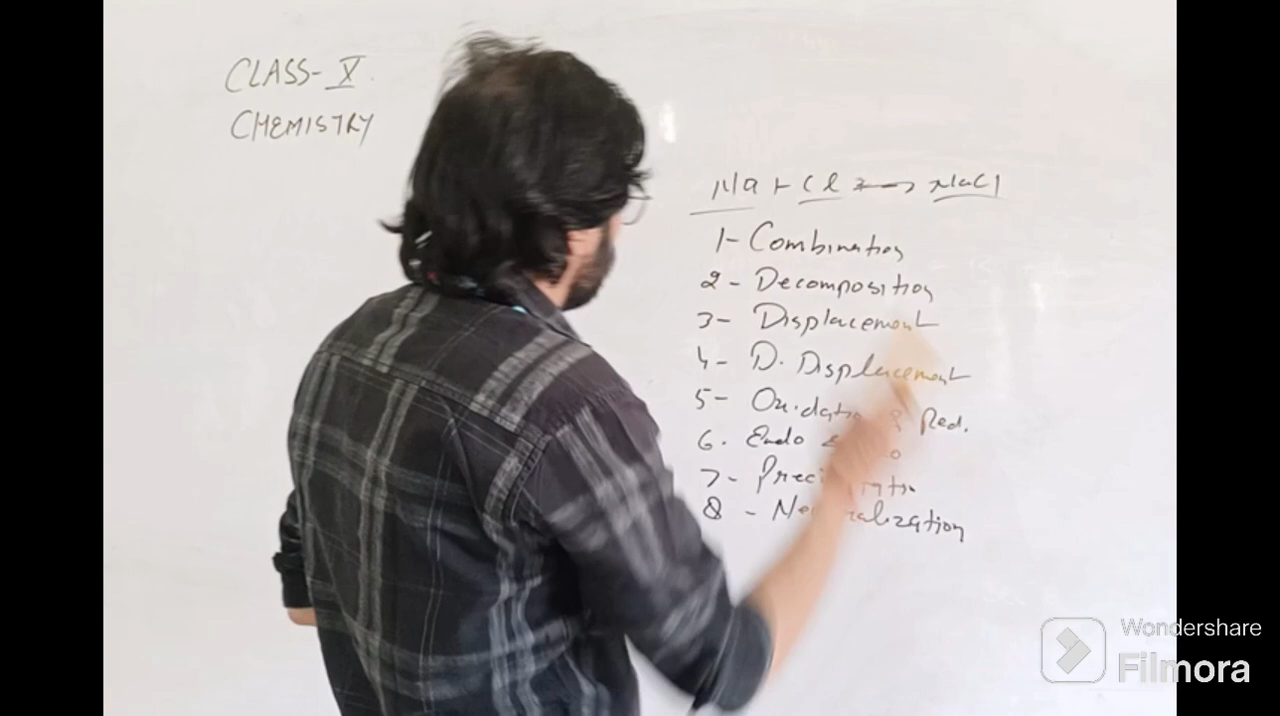 CLASS-X
CHEMISTRY
Na + Cl → NaCl
1- Combination
2- Decomposition
3- Displacement
4- D. Displacement
5- Oxidation & Red.
6. Endo &
7-
8 - Neutralization
Wondershare
Filmora